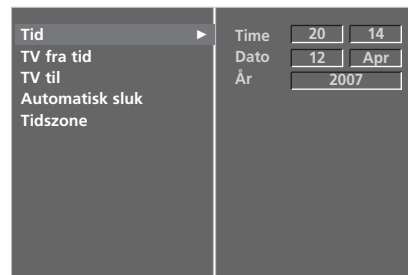 Tid ►
TV fra tid
TV til
Automatisk sluk
Tidszone
Time 20 14
Dato 12 Apr
År 2007